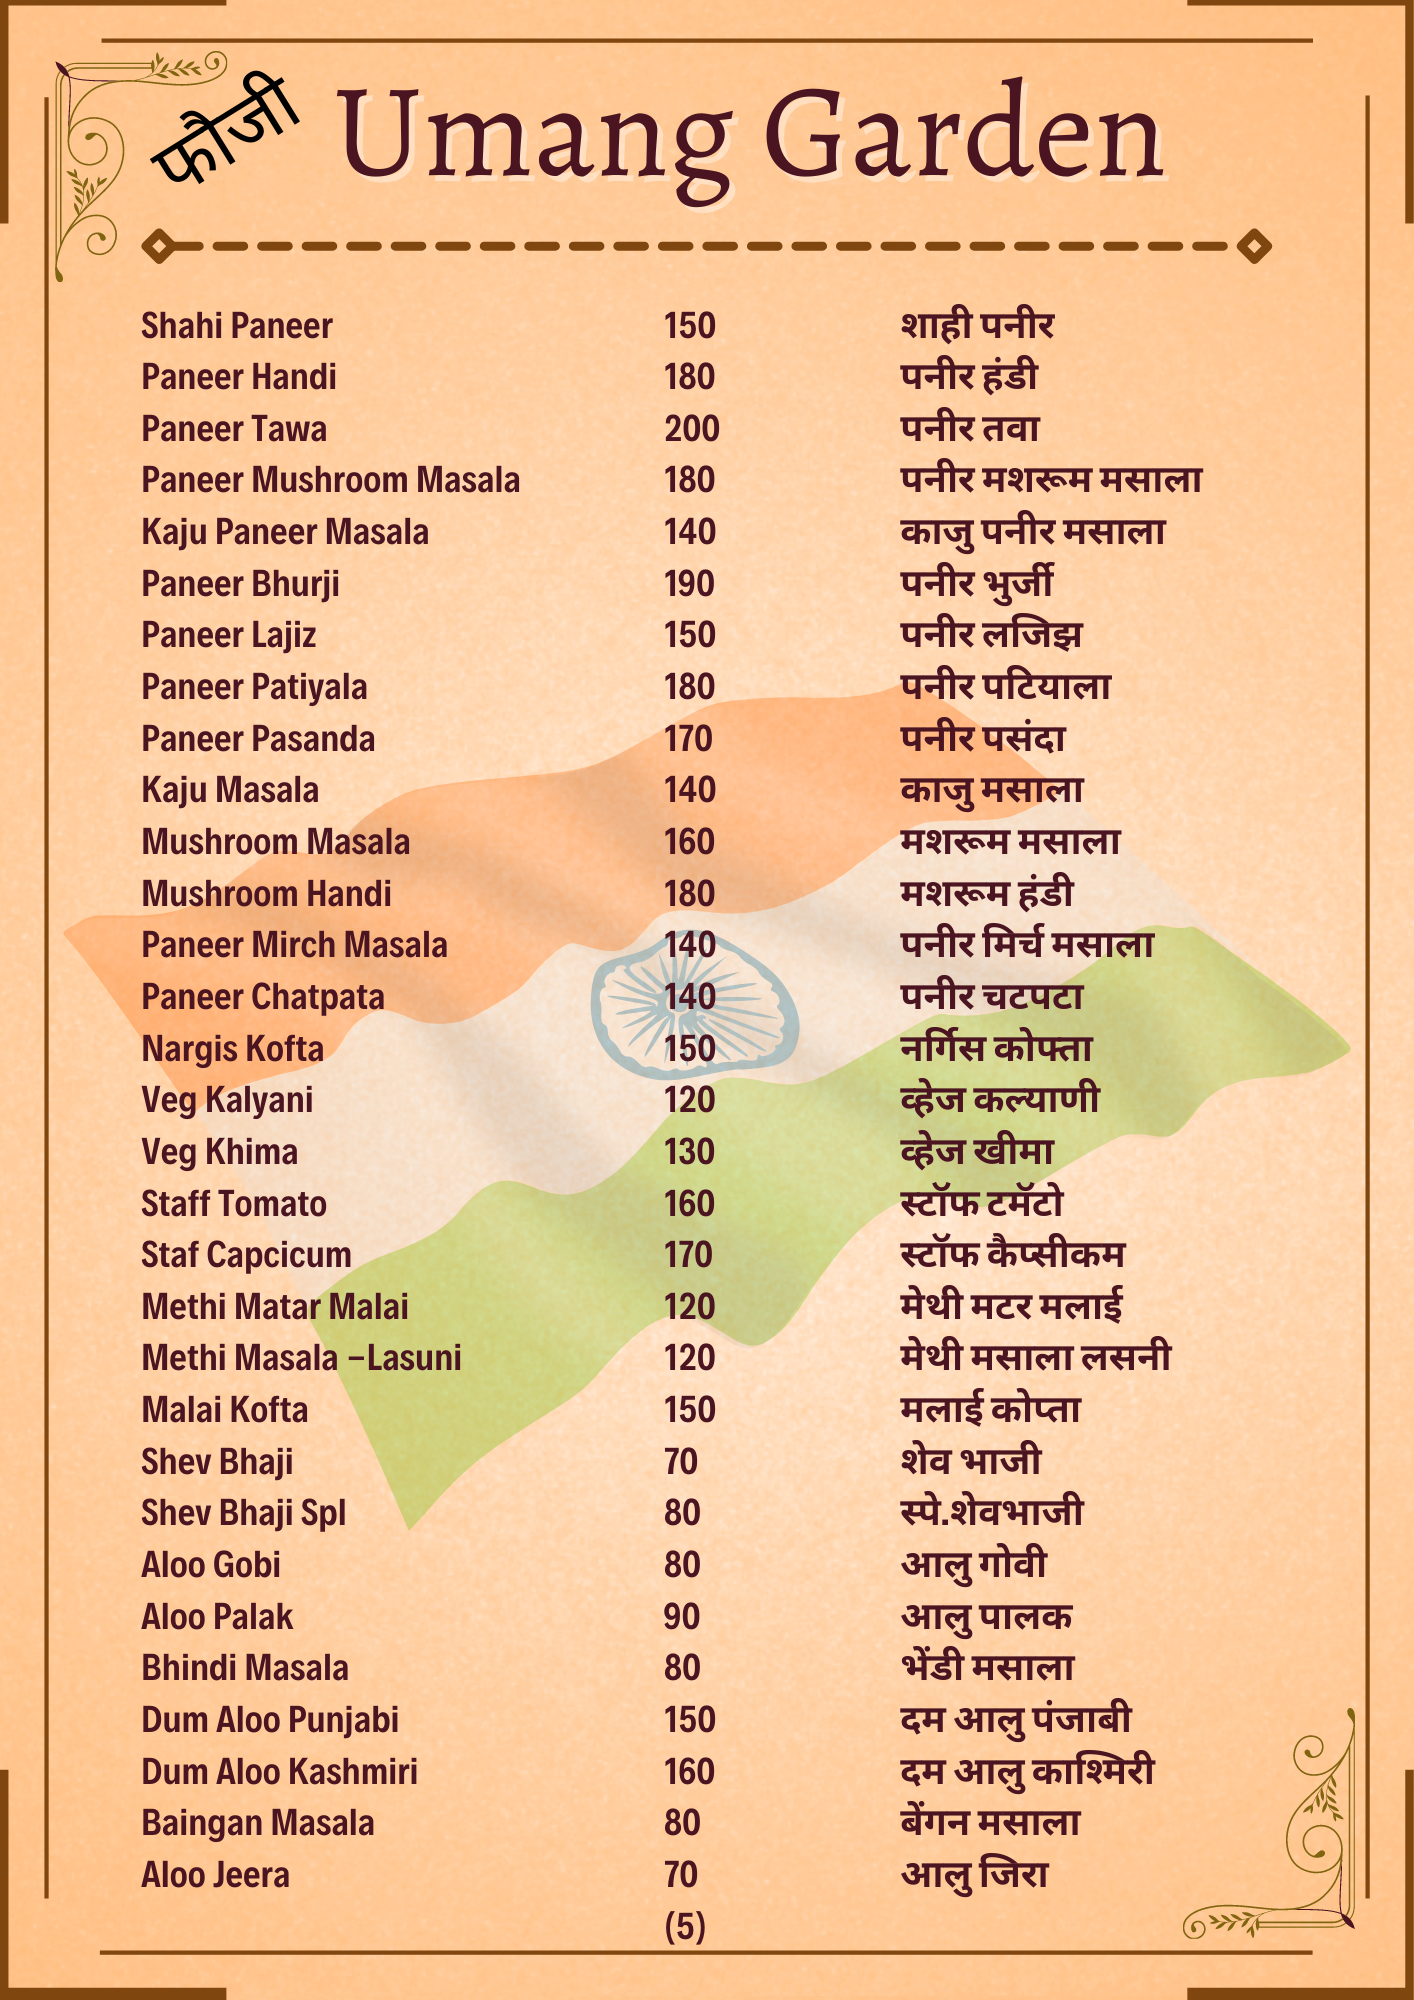 फौजी Umang Garden
Shahi Paneer 150 शाही पनीर
Paneer Handi 180 पनीर हंडी
Paneer Tawa 200 पनीर तवा
Paneer Mushroom Masala 180 पनीर मशरूम मसाला
Kaju Paneer Masala 140 काजु पनीर मसाला
Paneer Bhurji 190 पनीर भुर्जी
Paneer Lajiz 150 पनीर लजिझ
Paneer Patiyala 180 पनीर पटियाला
Paneer Pasanda 170 पनीर पसंदा
Kaju Masala 140 काजु मसाला
Mushroom Masala 160 मशरूम मसाला
Mushroom Handi 180 मशरूम हंडी
Paneer Mirch Masala 140 पनीर मिर्च मसाला
Paneer Chatpata 140 पनीर चटपटा
Nargis Kofta 150 नर्गिस कोफ्ता
Veg Kalyani 120 व्हेज कल्याणी
Veg Khima 130 व्हेज खीमा
Staff Tomato 160 स्टॉफ टमॅटो
Staf Capcicum 170 स्टॉफ कैप्सीकम
Methi Matar Malai 120 मेथी मटर मलाई
Methi Masala –Lasuni 120 मेथी मसाला लसनी
Malai Kofta 150 मलाई कोप्ता
Shev Bhaji 70 शेव भाजी
Shev Bhaji Spl 80 स्पे.शेवभाजी
Aloo Gobi 80 आलु गोवी
Aloo Palak 90 आलु पालक
Bhindi Masala 80 भेंडी मसाला
Dum Aloo Punjabi 150 दम आलु पंजाबी
Dum Aloo Kashmiri 160 दम आलु काश्मिरी
Baingan Masala 80 बेंगन मसाला
Aloo Jeera 70 आलु जिरा
(5)